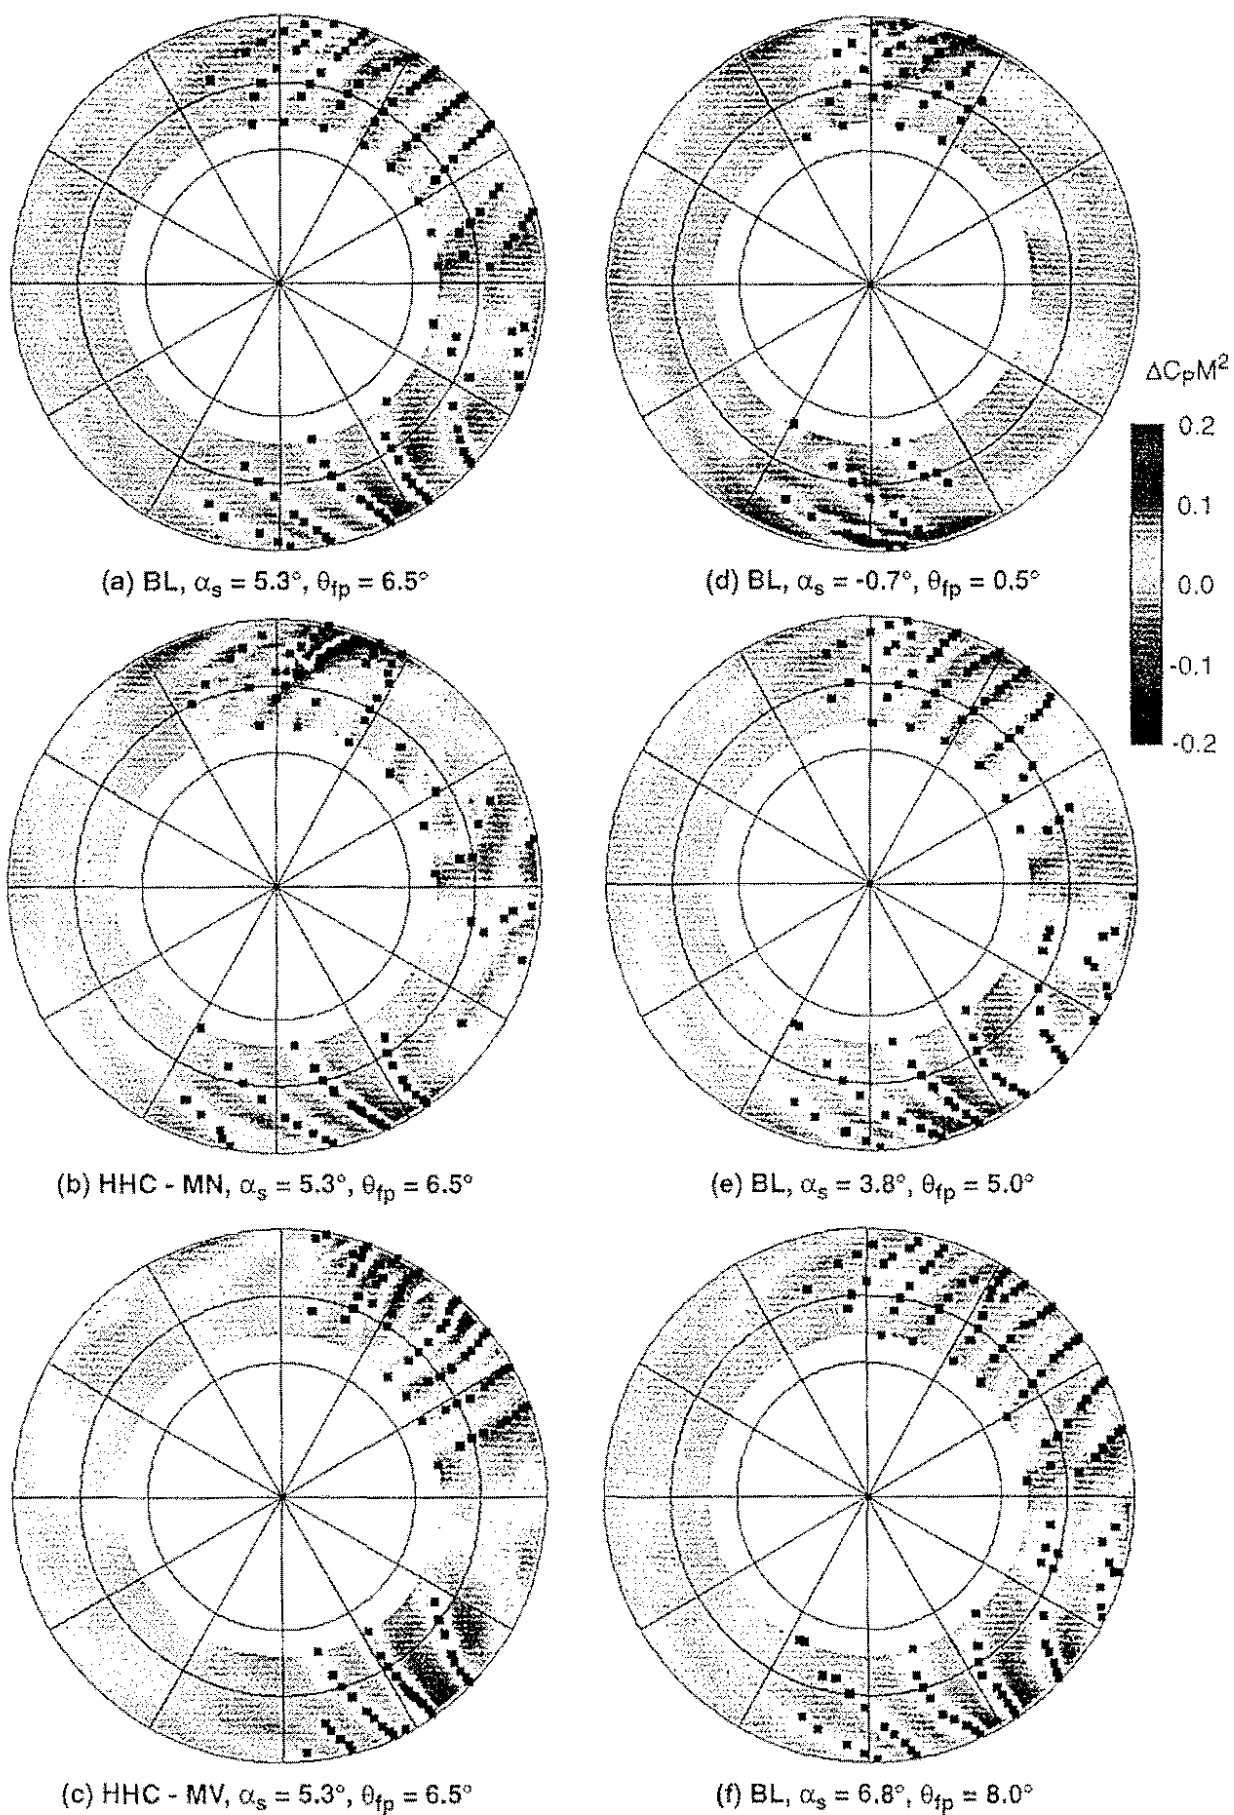 (a) BL, αs = 5.3°, θfp = 6.5°
(d) BL, αs = -0.7°, θfp = 0.5°
ΔCPM²
0.2
0.1
0.0
-0.1
-0.2
(b) HHC - MN, αs = 5.3°, θfp = 6.5°
(e) BL, αs = 3.8°, θfp = 5.0°
(c) HHC - MV, αs = 5.3°, θfp = 6.5°
(f) BL, αs = 6.8°, θfp = 8.0°